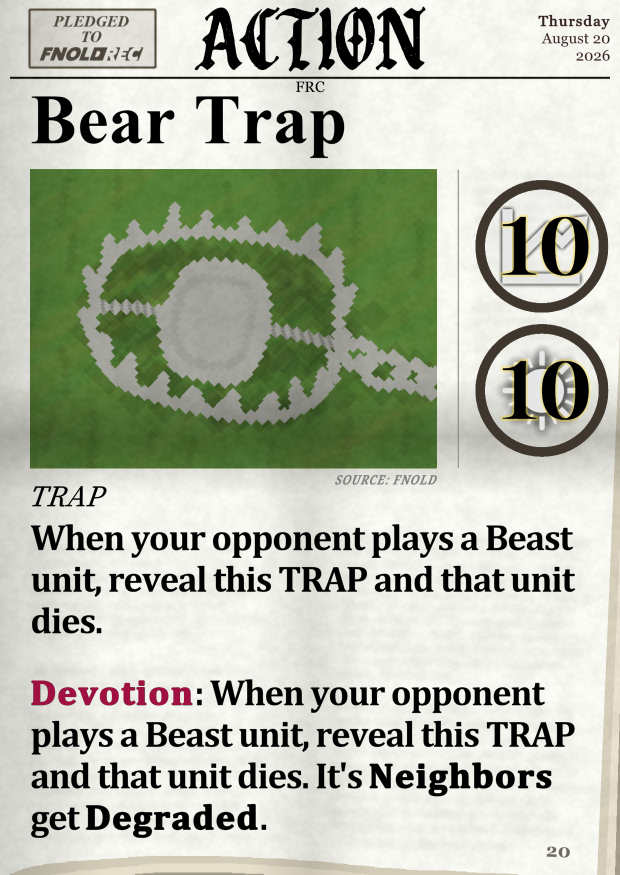 PLEDGED
TO
FNOLD REC
ACTION
Thursday
August 20
2026
FRC
Bear Trap
10
10
SOURCE: FNOLD
TRAP
When your opponent plays a Beast
unit, reveal this TRAP and that unit
dies.
Devotion: When your opponent
plays a Beast unit, reveal this TRAP
and that unit dies. It's Neighbors
get Degraded.
20